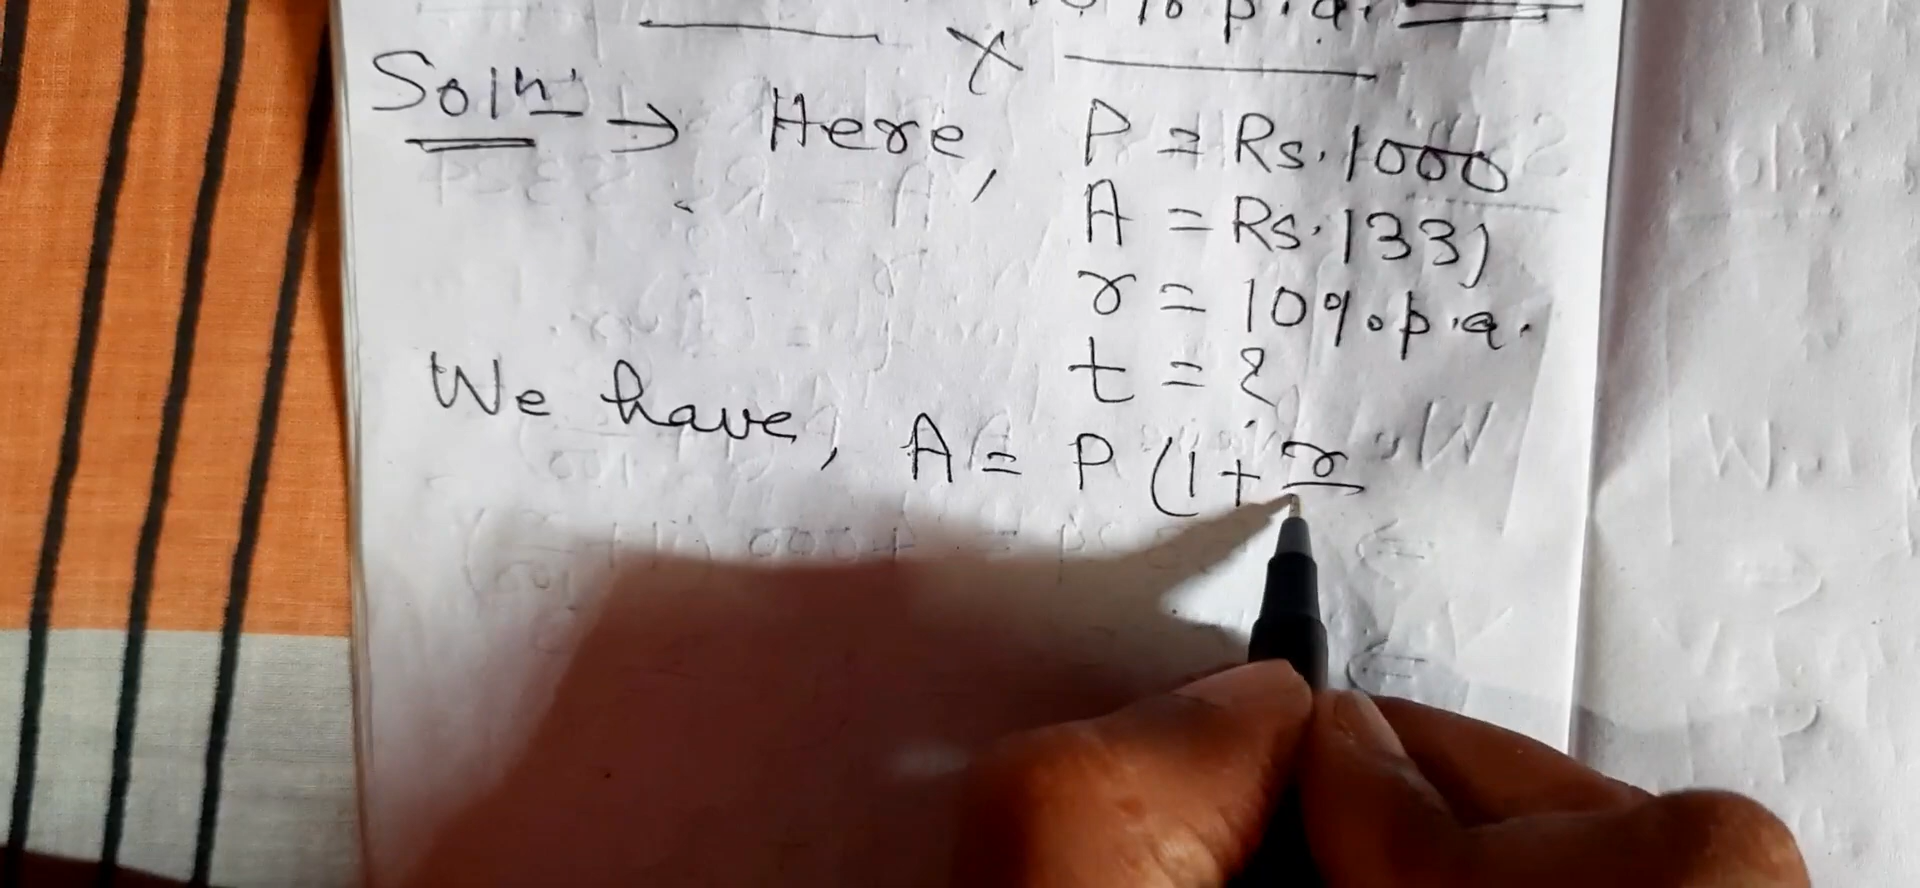 % p.a.
x
Soln. → Here, P = Rs. 1000
A = Rs. 1331
r = 10% p.a.
t = ?
We have, A = P (1 + r